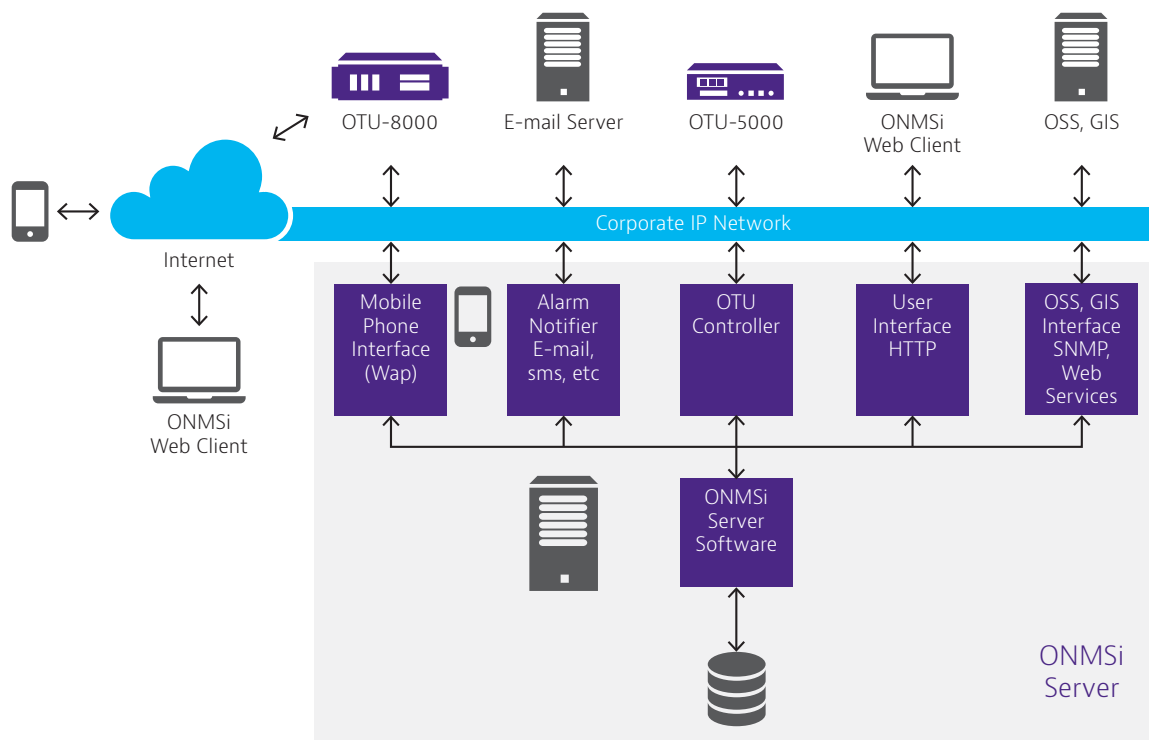 OTU-8000
E-mail Server
OTU-5000
ONMSi
Web Client
OSS, GIS
Corporate IP Network
Internet
ONMSi
Web Client
Mobile
Phone
Interface
(Wap)
Alarm
Notifier
E-mail,
sms, etc
OTU
Controller
User
Interface
HTTP
OSS, GIS
Interface
SNMP,
Web
Services
ONMSi
Server
Software
ONMSi
Server